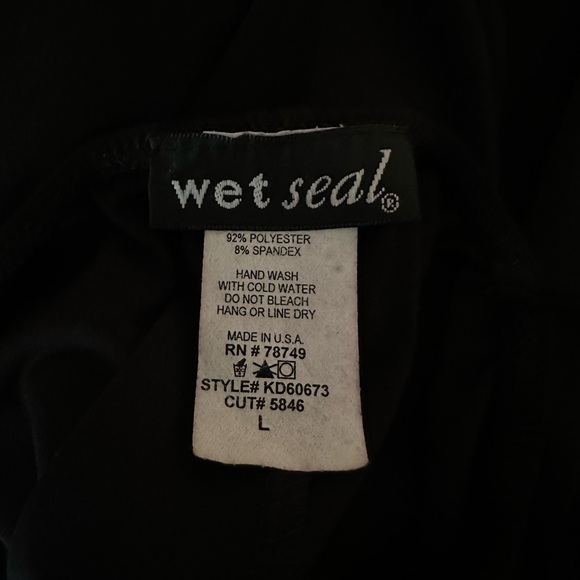 wet seal®
92% POLYESTER
8% SPANDEX
HAND WASH
WITH COLD WATER
DO NOT BLEACH
HANG OR LINE DRY
MADE IN U.S.A.
RN # 78749
STYLE# KD60673
CUT# 5846
L